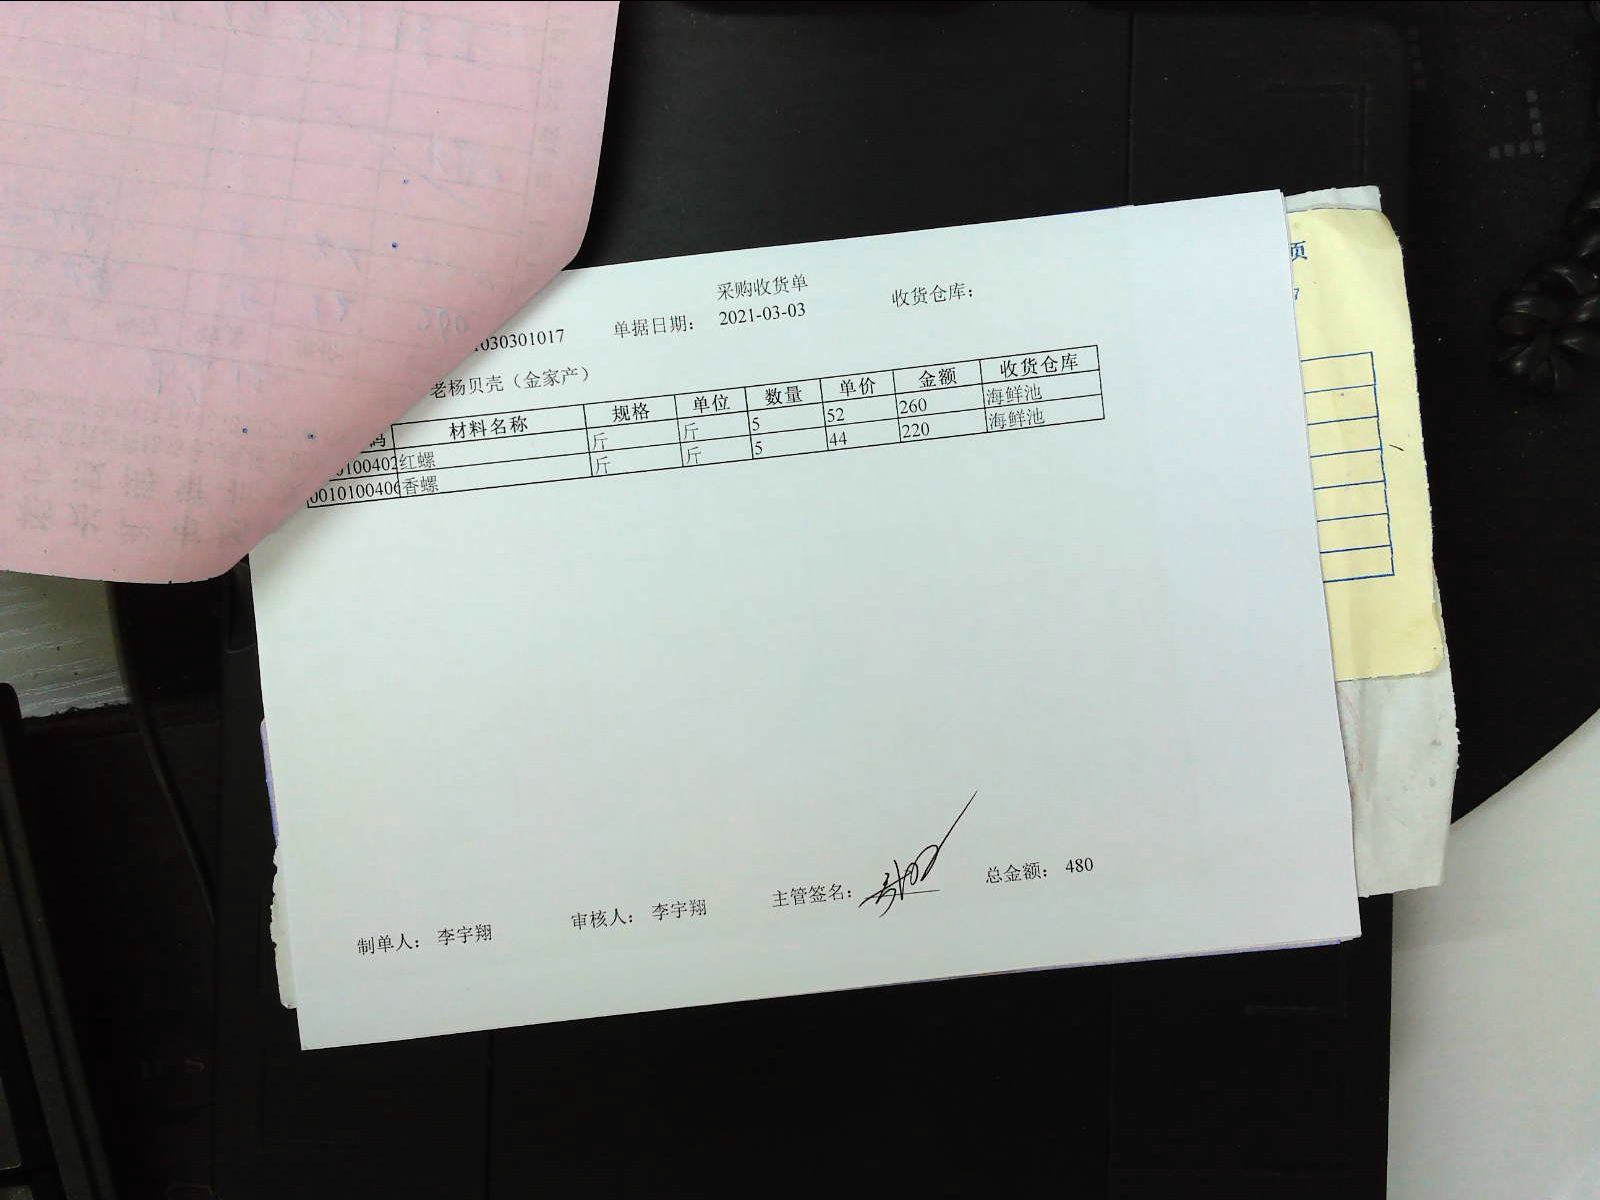 采购收货单
1030301017 单据日期： 2021-03-03 收货仓库：
老杨贝壳（金家产）
码 材料名称 规格 单位 数量 单价 金额 收货仓库
0100402 红螺 斤 斤 5 52 260 海鲜池
0010100406 香螺 斤 斤 5 44 220 海鲜池
制单人： 李宇翔 审核人： 李宇翔 主管签名： 总金额： 480
页
7